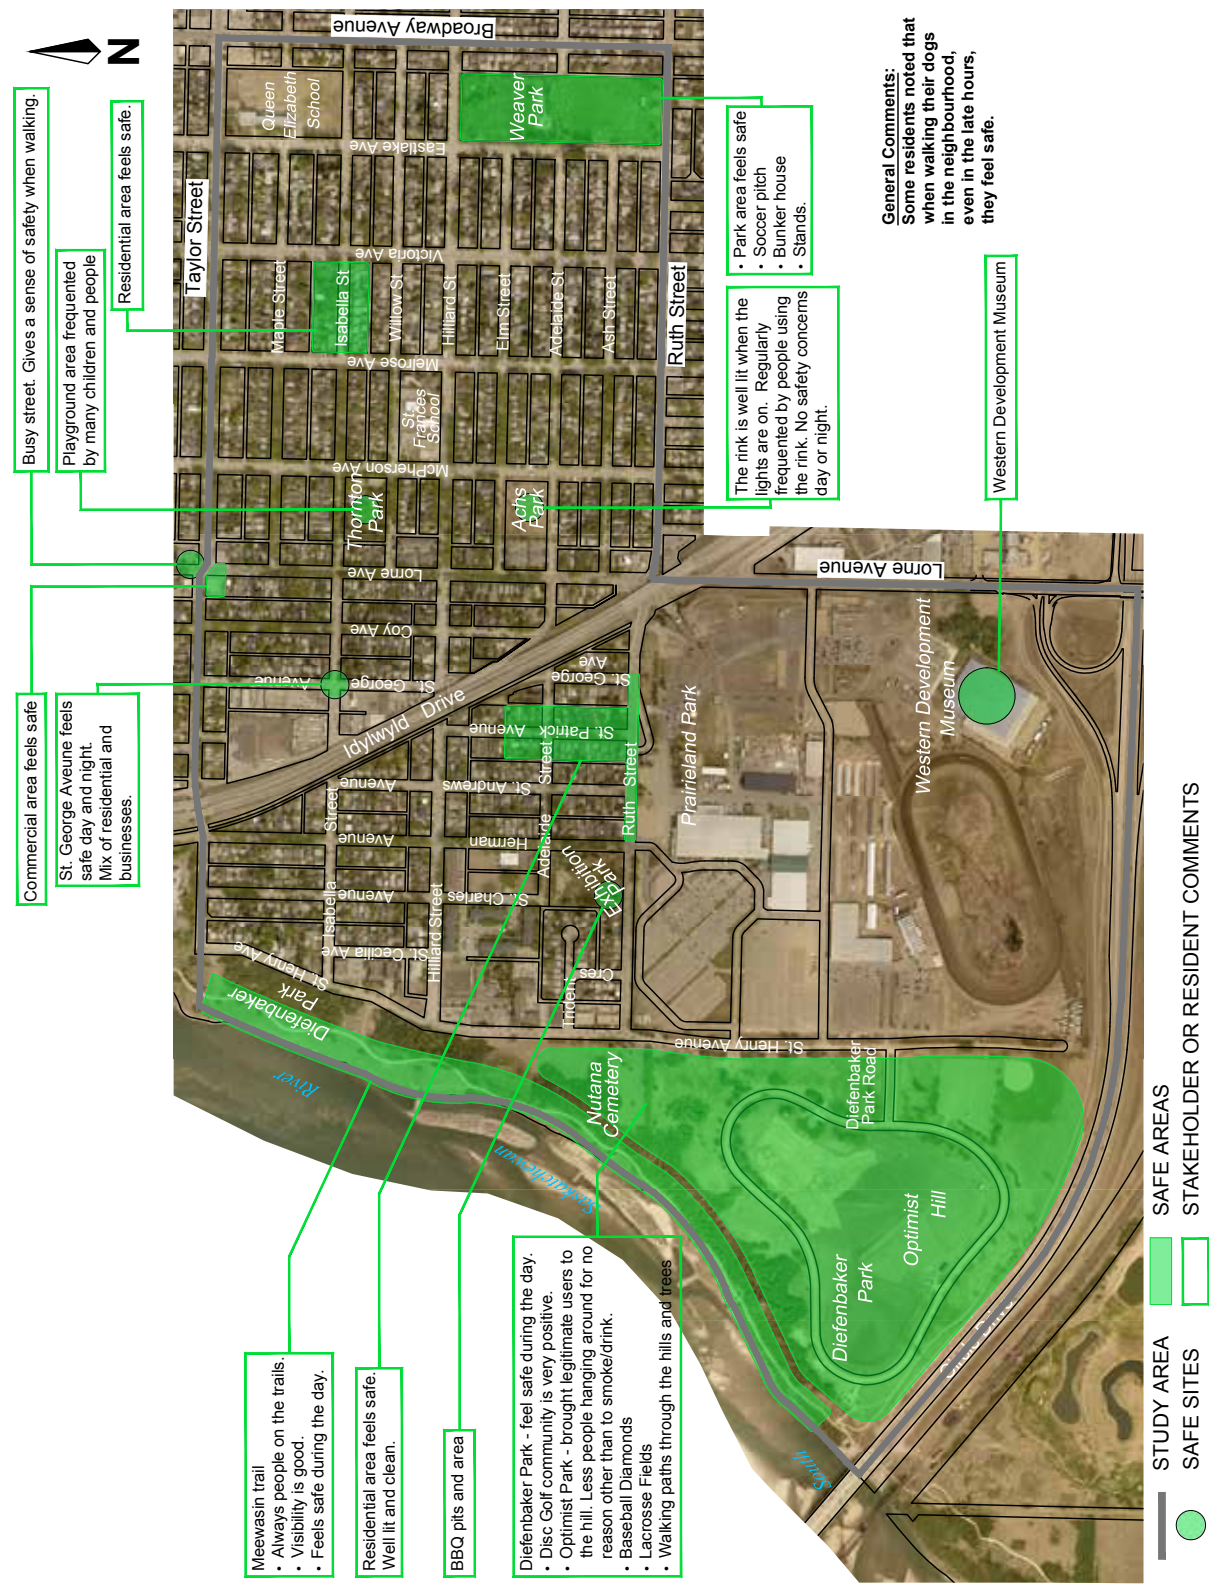 N
Busy street. Gives a sense of safety when walking.
Playground area frequented
by many children and people
Residential area feels safe.
Commercial area feels safe
St. George Aveune feels
safe day and night.
Mix of residential and
businesses.
Meewasin trail
• Always people on the trails.
• Visibility is good.
• Feels safe during the day.
Residential area feels safe.
Well lit and clean.
BBQ pits and area
Diefenbaker Park - feel safe during the day.
• Disc Golf community is very positive.
• Optimist Park - brought legitimate users to
the hill. Less people hanging around for no
reason other than to smoke/drink.
• Baseball Diamonds
• Lacrosse Fields
• Walking paths through the hills and trees
• Park area feels safe
• Soccer pitch
• Bunker house
• Stands.
The rink is well lit when the
lights are on. Regularly
frequented by people using
the rink. No safety concerns
day or night.
Western Development Museum
General Comments:
Some residents noted that
when walking their dogs
in the neighbourhood,
even in the late hours,
they feel safe.
Taylor Street
Broadway Avenue
Ruth Street
Lorne Avenue
Queen
Elizabeth
School
Weaver
Park
Eastlake Ave
Victoria Ave
Maple Street
Isabella St
Willow St
Hilliard St
Elm Street
Adelaide St
Ash Street
Melrose Ave
St.
Frances
School
McPherson Ave
Thornton
Park
Achs
Park
Lorne Ave
Coy Ave
St. George Avenue
St. George
Ave
Idylwyld Drive
St. Patrick Avenue
St. Andrews Avenue
Herman Avenue
St. Charles Avenue
St. Cecilia Ave
St Henry Ave
Isabella Street
Hilliard Street
Adelaide Street
Ruth Street
Trident
Cres
Exhibition
Park
Prairieland Park
Western Development
Museum
St. Henry Avenue
Diefenbaker
Park
Nutana
Cemetery
Diefenbaker
Park Road
Optimist
Hill
Diefenbaker
Park
South
Saskatchewan
River
STUDY AREA
SAFE SITES
SAFE AREAS
STAKEHOLDER OR RESIDENT COMMENTS